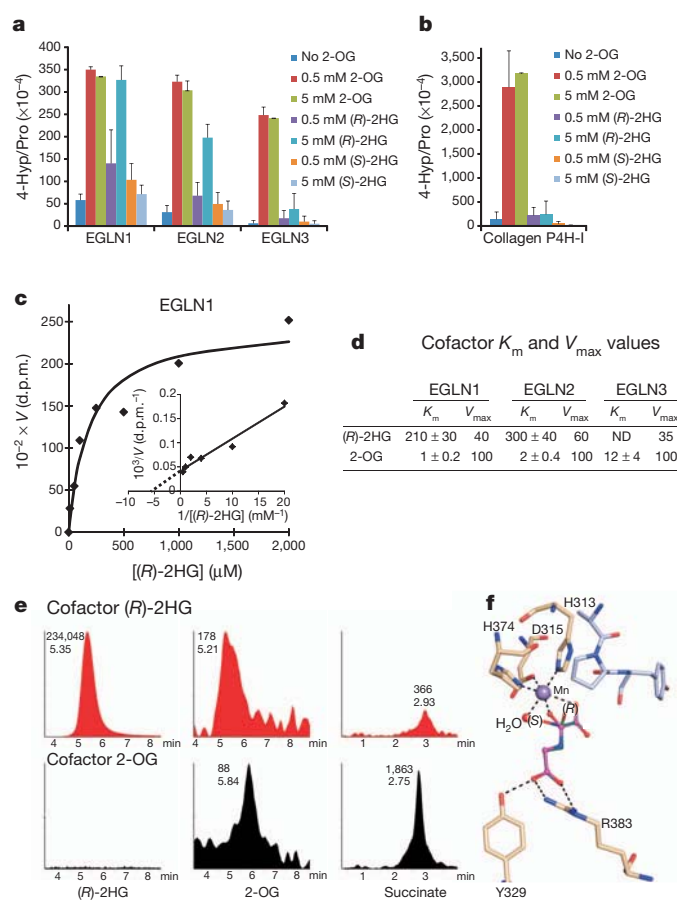 a
b
400
350
300
250
200
150
100
50
0
4-Hyp/Pro (×10⁻⁴)
EGLN1 EGLN2 EGLN3
No 2-OG
0.5 mM 2-OG
5 mM 2-OG
0.5 mM (R)-2HG
5 mM (R)-2HG
0.5 mM (S)-2HG
5 mM (S)-2HG
3,500
3,000
2,500
2,000
1,500
1,000
500
0
4-Hyp/Pro (×10⁻⁴)
Collagen P4H-I
No 2-OG
0.5 mM 2-OG
5 mM 2-OG
0.5 mM (R)-2HG
5 mM (R)-2HG
0.5 mM (S)-2HG
5 mM (S)-2HG
c
EGLN1
250
200
150
100
50
0
10⁻² × V (d.p.m.)
0 500 1,000 1,500 2,000
[(R)-2HG] (μM)
0.2
0.15
0.1
0.05
0
10³/V (d.p.m.⁻¹)
−10 −5 0 10 20
1/[(R)-2HG] (mM⁻¹)
d Cofactor Km and Vmax values
EGLN1 EGLN2 EGLN3
Km Vmax Km Vmax Km Vmax
(R)-2HG 210 ± 30 40 300 ± 40 60 ND 35
2-OG 1 ± 0.2 100 2 ± 0.4 100 12 ± 4 100
e Cofactor (R)-2HG
234,048
5.35
178
5.21
366
2.93
4 5 6 7 8 min
4 5 6 7 8 min
1 2 3 min
Cofactor 2-OG
88
5.84
1,863
2.75
4 5 6 7 8 min
4 5 6 7 8 min
1 2 3 min
(R)-2HG 2-OG Succinate
f
H313
H374
D315
Mn
(R)
H₂O (S)
R383
Y329